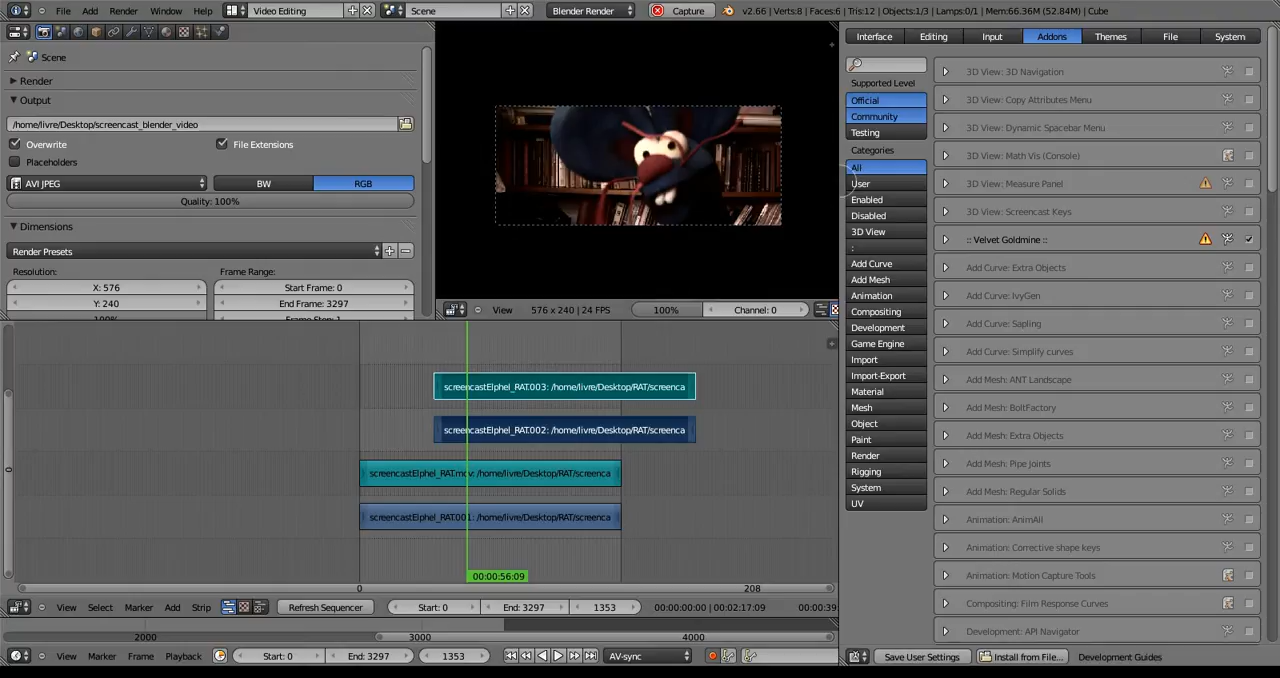 File Add Render Window Help Video Editing Scene Blender Render Capture v2.66 | Verts:8 | Faces:6 | Tris:12 | Objects:1/3 | Lamps:0/1 | Mem:66.36M (52.84M) | Cube
Scene
Render
Output
/home/livre/Desktop/screencast_blender_video
Overwrite File Extensions
Placeholders
AVI JPEG BW RGB
Quality: 100%
Dimensions
Render Presets
Resolution: Frame Range:
X: 576 Start Frame: 0
Y: 240 End Frame: 3297
100% Frame Step: 1
View 576 x 240 | 24 FPS 100% Channel: 0
screencastElphel_RAT.003: /home/livre/Desktop/RAT/screenca
screencastElphel_RAT.002: /home/livre/Desktop/RAT/screenca
screencastElphel_RAT.mov: /home/livre/Desktop/RAT/screenca
screencastElphel_RAT.001: /home/livre/Desktop/RAT/screenca
00:00:56:09
0 208
0
View Select Marker Add Strip Refresh Sequencer Start: 0 End: 3297 1353 00:00:00:00 | 00:02:17:09 00:00:39
2000 3000 4000
View Marker Frame Playback Start: 0 End: 3297 1353 AV-sync
Interface Editing Input Addons Themes File System
Supported Level
Official
Community
Testing
Categories
All
User
Enabled
Disabled
3D View
:
Add Curve
Add Mesh
Animation
Compositing
Development
Game Engine
Import
Import-Export
Material
Mesh
Object
Paint
Render
Rigging
System
UV
3D View: 3D Navigation
3D View: Copy Attributes Menu
3D View: Dynamic Spacebar Menu
3D View: Math Vis (Console)
3D View: Measure Panel
3D View: Screencast Keys
:: Velvet Goldmine ::
Add Curve: Extra Objects
Add Curve: IvyGen
Add Curve: Sapling
Add Curve: Simplify curves
Add Mesh: ANT Landscape
Add Mesh: BoltFactory
Add Mesh: Extra Objects
Add Mesh: Pipe Joints
Add Mesh: Regular Solids
Animation: AnimAll
Animation: Corrective shape keys
Animation: Motion Capture Tools
Compositing: Film Response Curves
Development: API Navigator
Save User Settings Install from File... Development Guides